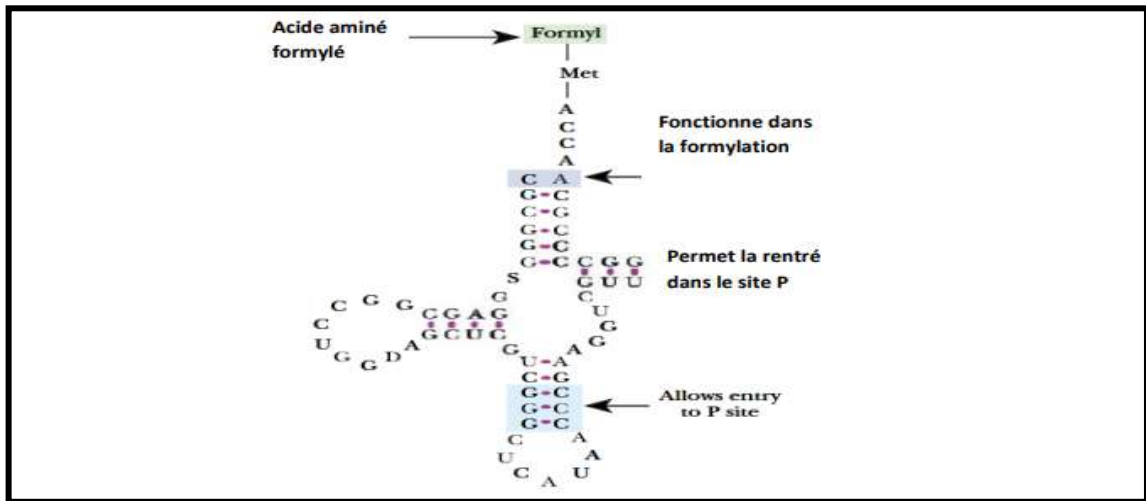 Acide aminé
formylé
Formyl
Met
A
C
C
A
Fonctionne dans
la formylation
C A
G C
C G
G C
G C
G C C G G
Permet la rentré
dans le site P
S G U U
G C
C C G G C G A G U
U G G D A G C U C G
G G A
U A
C G
G C
G C
G C
Allows entry
to P site
C A
U A
C A U